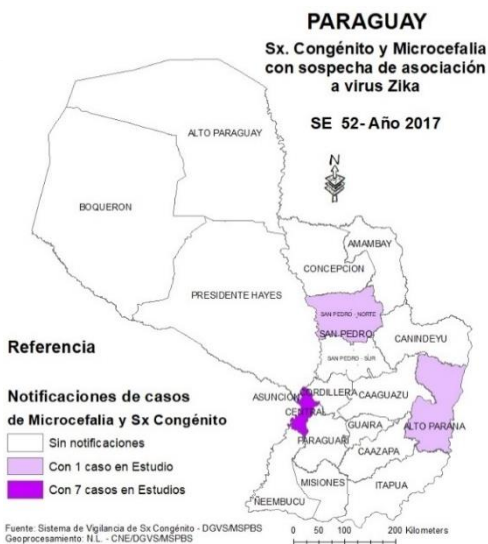 PARAGUAY
Sx. Congénito y Microcefalia
con sospecha de asociación
a virus Zika
SE 52- Año 2017
N
ALTO PARAGUAY
BOQUERON
AMAMBAY
CONCEPCION
PRESIDENTE HAYES
SAN PEDRO - NORTE
SAN PEDRO
CANINDEYU
SAN PEDRO - SUR
ASUNCION
CORDILLERA
CAAGUAZU
CENTRAL
GUAIRA
ALTO PARANA
PARAGUARI
CAAZAPA
MISIONES
ITAPUA
ÑEEMBUCU
Referencia
Notificaciones de casos
de Microcefalia y Sx Congénito
Sin notificaciones
Con 1 caso en Estudio
Con 7 casos en Estudios
Fuente: Sistema de Vigilancia de Sx Congénito - DGVS/MSPBS
Geoprocesamiento: N.L. - CNE/DGVS/MSPBS
0 50 100 200 Kilometers